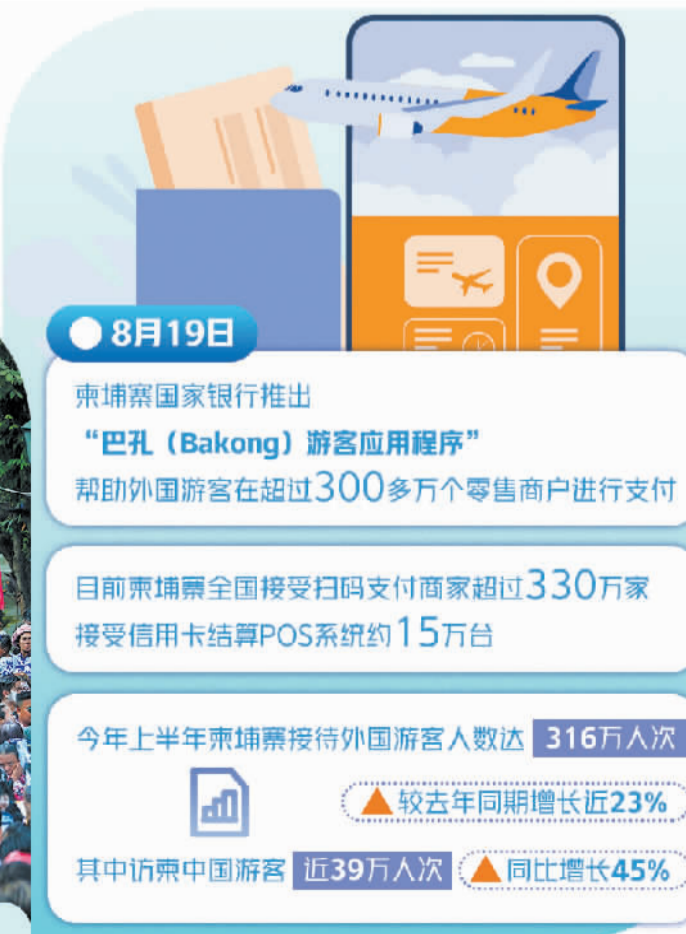 8月19日
柬埔寨国家银行推出
“巴孔（Bakong）游客应用程序”
帮助外国游客在超过300多万个零售商户进行支付
目前柬埔寨全国接受扫码支付商家超过330万家
接受信用卡结算POS系统约15万台
今年上半年柬埔寨接待外国游客人数达 316万人次
较去年同期增长近23%
其中访柬中国游客 近39万人次 同比增长45%